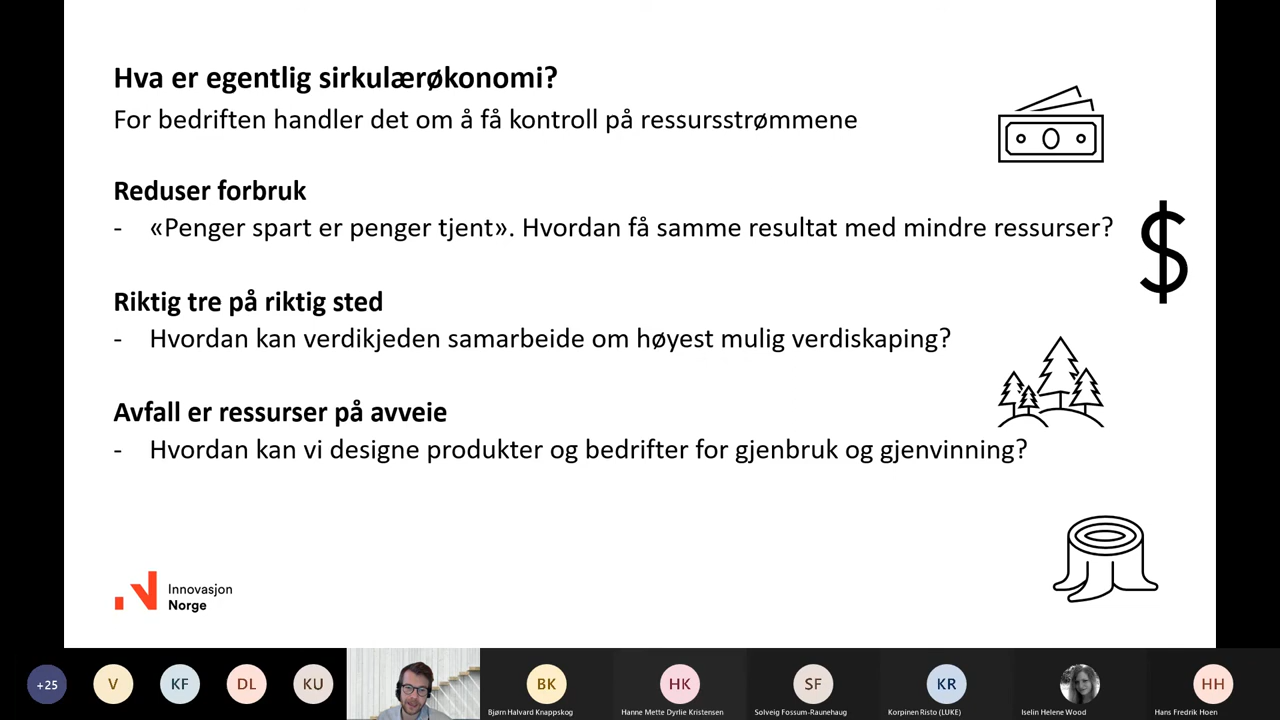 Hva er egentlig sirkulærøkonomi?
For bedriften handler det om å få kontroll på ressursstrømmene
Reduser forbruk
- «Penger spart er penger tjent». Hvordan få samme resultat med mindre ressurser?
Riktig tre på riktig sted
- Hvordan kan verdikjeden samarbeide om høyest mulig verdiskaping?
Avfall er ressurser på avveie
- Hvordan kan vi designe produkter og bedrifter for gjenbruk og gjenvinning?
$
Innovasjon
Norge
+25
V
KF
DL
KU
BK
HK
SF
KR
HH
Bjørn Halvard Knappskog
Hanne Mette Dyrlie Kristensen
Solveig Fossum-Raunehaug
Korpinen Risto (LUKE)
Iselin Helene Wood
Hans Fredrik Hoen